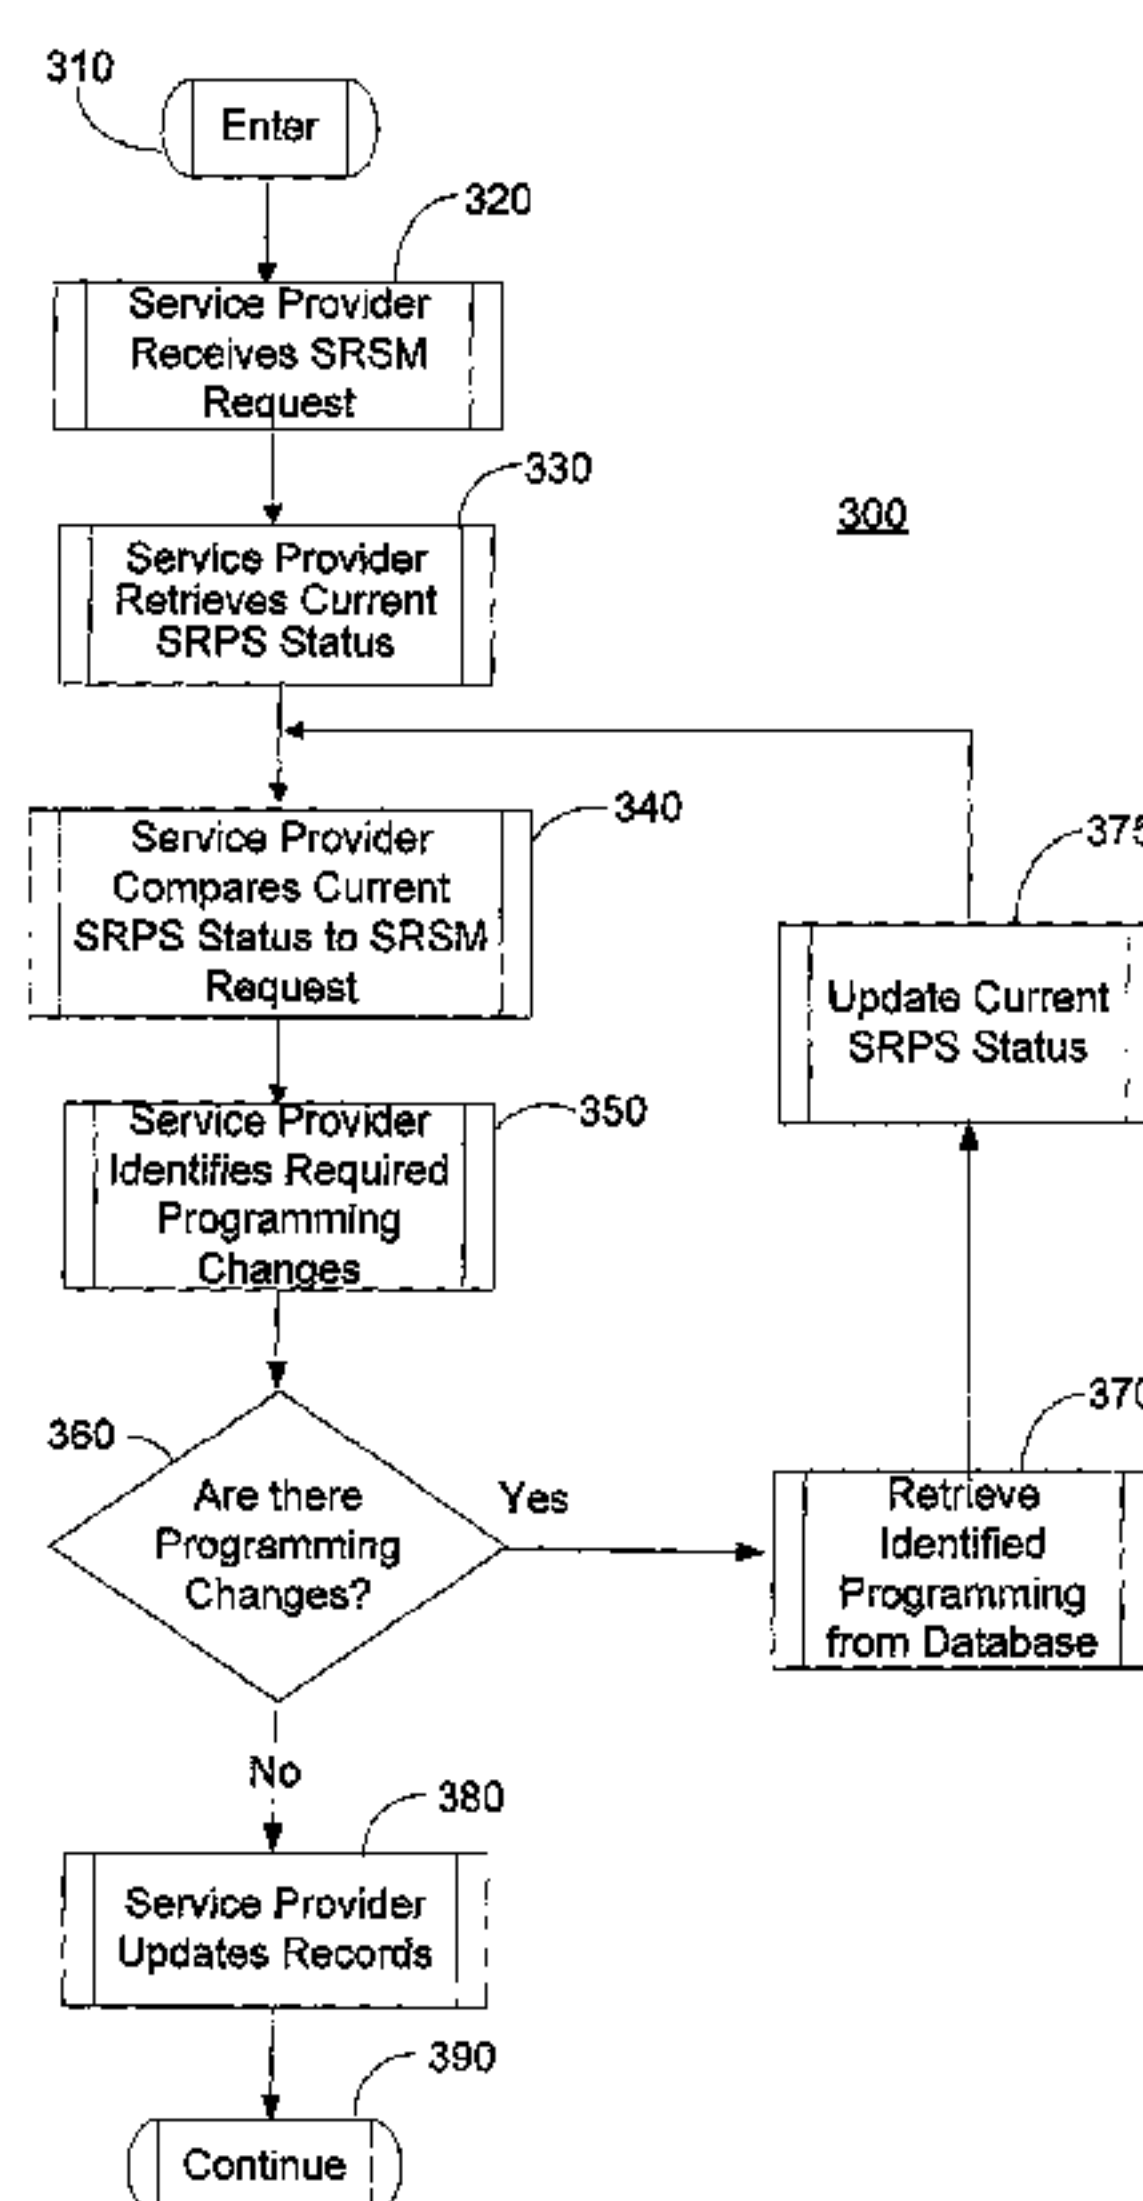 310
Enter
320
Service Provider
Receives SRSM
Request
330
300
Service Provider
Retrieves Current
SRPS Status
340
375
Service Provider
Compares Current
SRPS Status to SRSM
Request
Update Current
SRPS Status
350
Service Provider
Identifies Required
Programming
Changes
360
370
Are there
Programming
Changes?
Yes
Retrieve
Identified
Programming
from Database
No
380
Service Provider
Updates Records
390
Continue